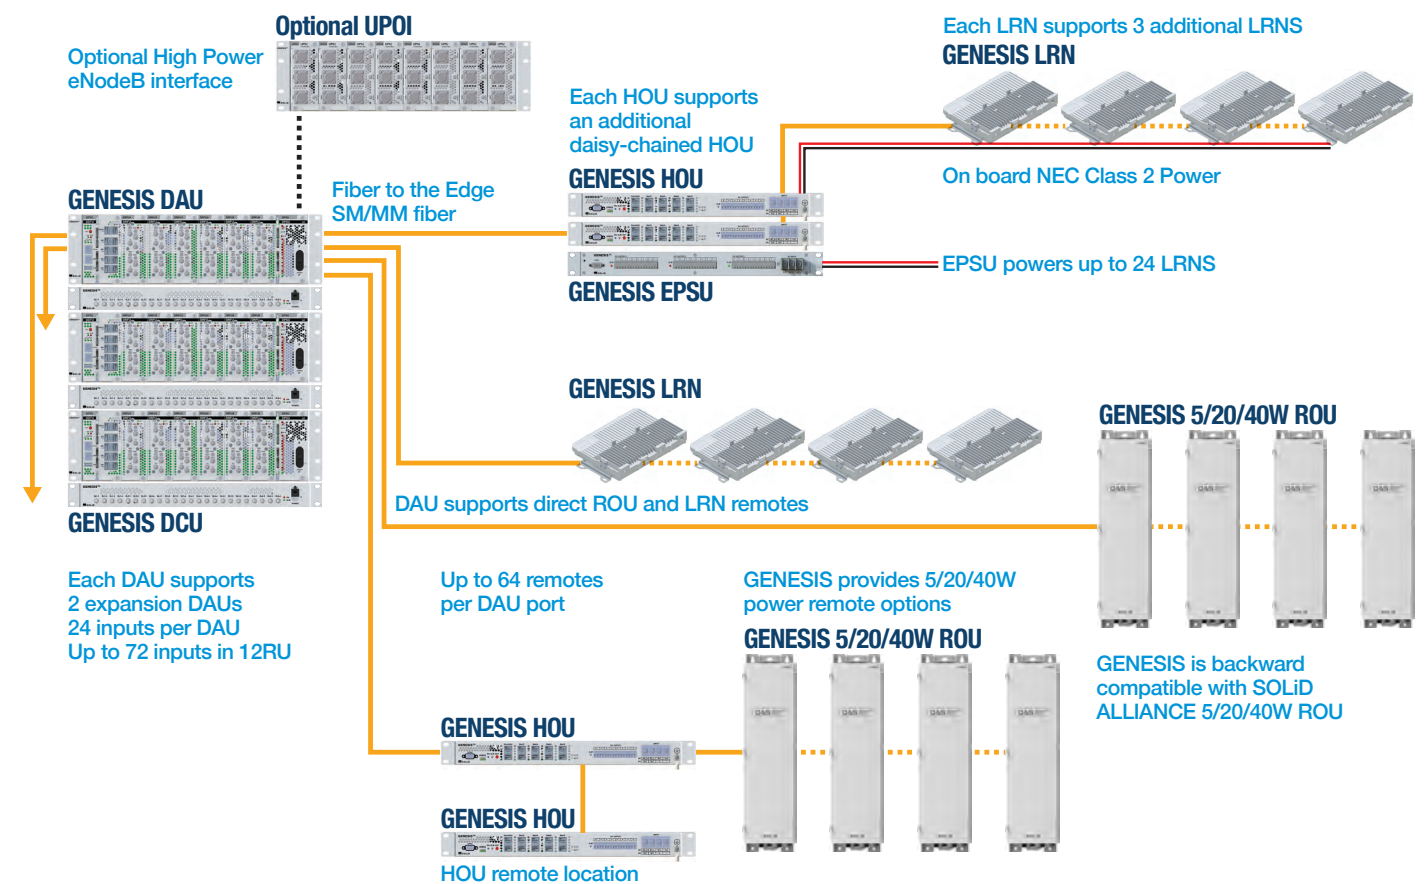 Optional UPOI
Optional High Power
eNodeB interface
Each LRN supports 3 additional LRNS
GENESIS LRN
Each HOU supports
an additional
daisy-chained HOU
GENESIS HOU
On board NEC Class 2 Power
GENESIS DAU
Fiber to the Edge
SM/MM fiber
EPSU powers up to 24 LRNS
GENESIS EPSU
GENESIS LRN
GENESIS 5/20/40W ROU
DAU supports direct ROU and LRN remotes
GENESIS DCU
Each DAU supports
2 expansion DAUs
24 inputs per DAU
Up to 72 inputs in 12RU
Up to 64 remotes
per DAU port
GENESIS provides 5/20/40W
power remote options
GENESIS 5/20/40W ROU
GENESIS is backward
compatible with SOLiD
ALLIANCE 5/20/40W ROU
GENESIS HOU
GENESIS HOU
HOU remote location